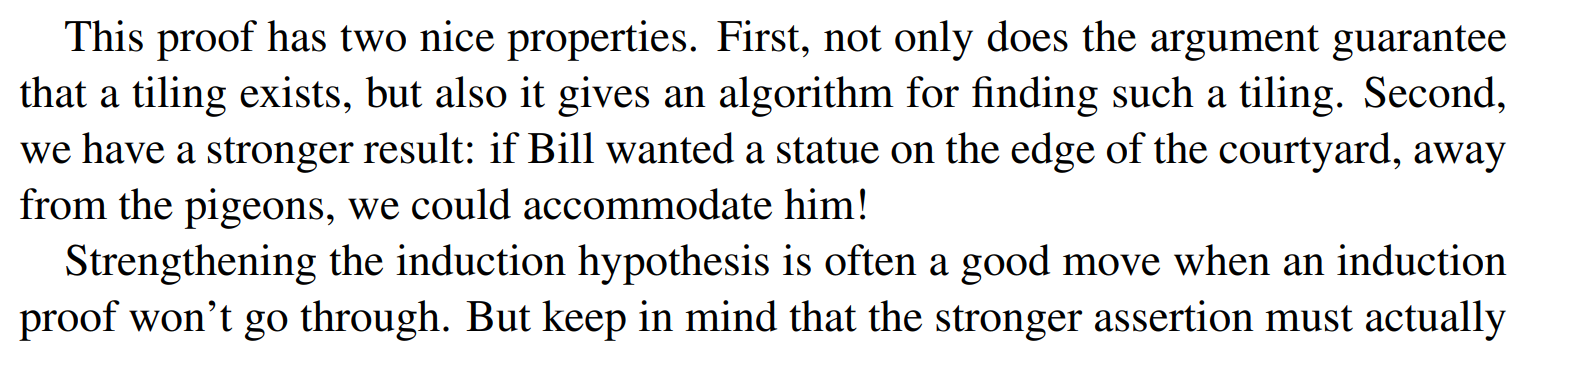 This proof has two nice properties. First, not only does the argument guarantee
that a tiling exists, but also it gives an algorithm for finding such a tiling. Second,
we have a stronger result: if Bill wanted a statue on the edge of the courtyard, away
from the pigeons, we could accommodate him!
Strengthening the induction hypothesis is often a good move when an induction
proof won’t go through. But keep in mind that the stronger assertion must actually